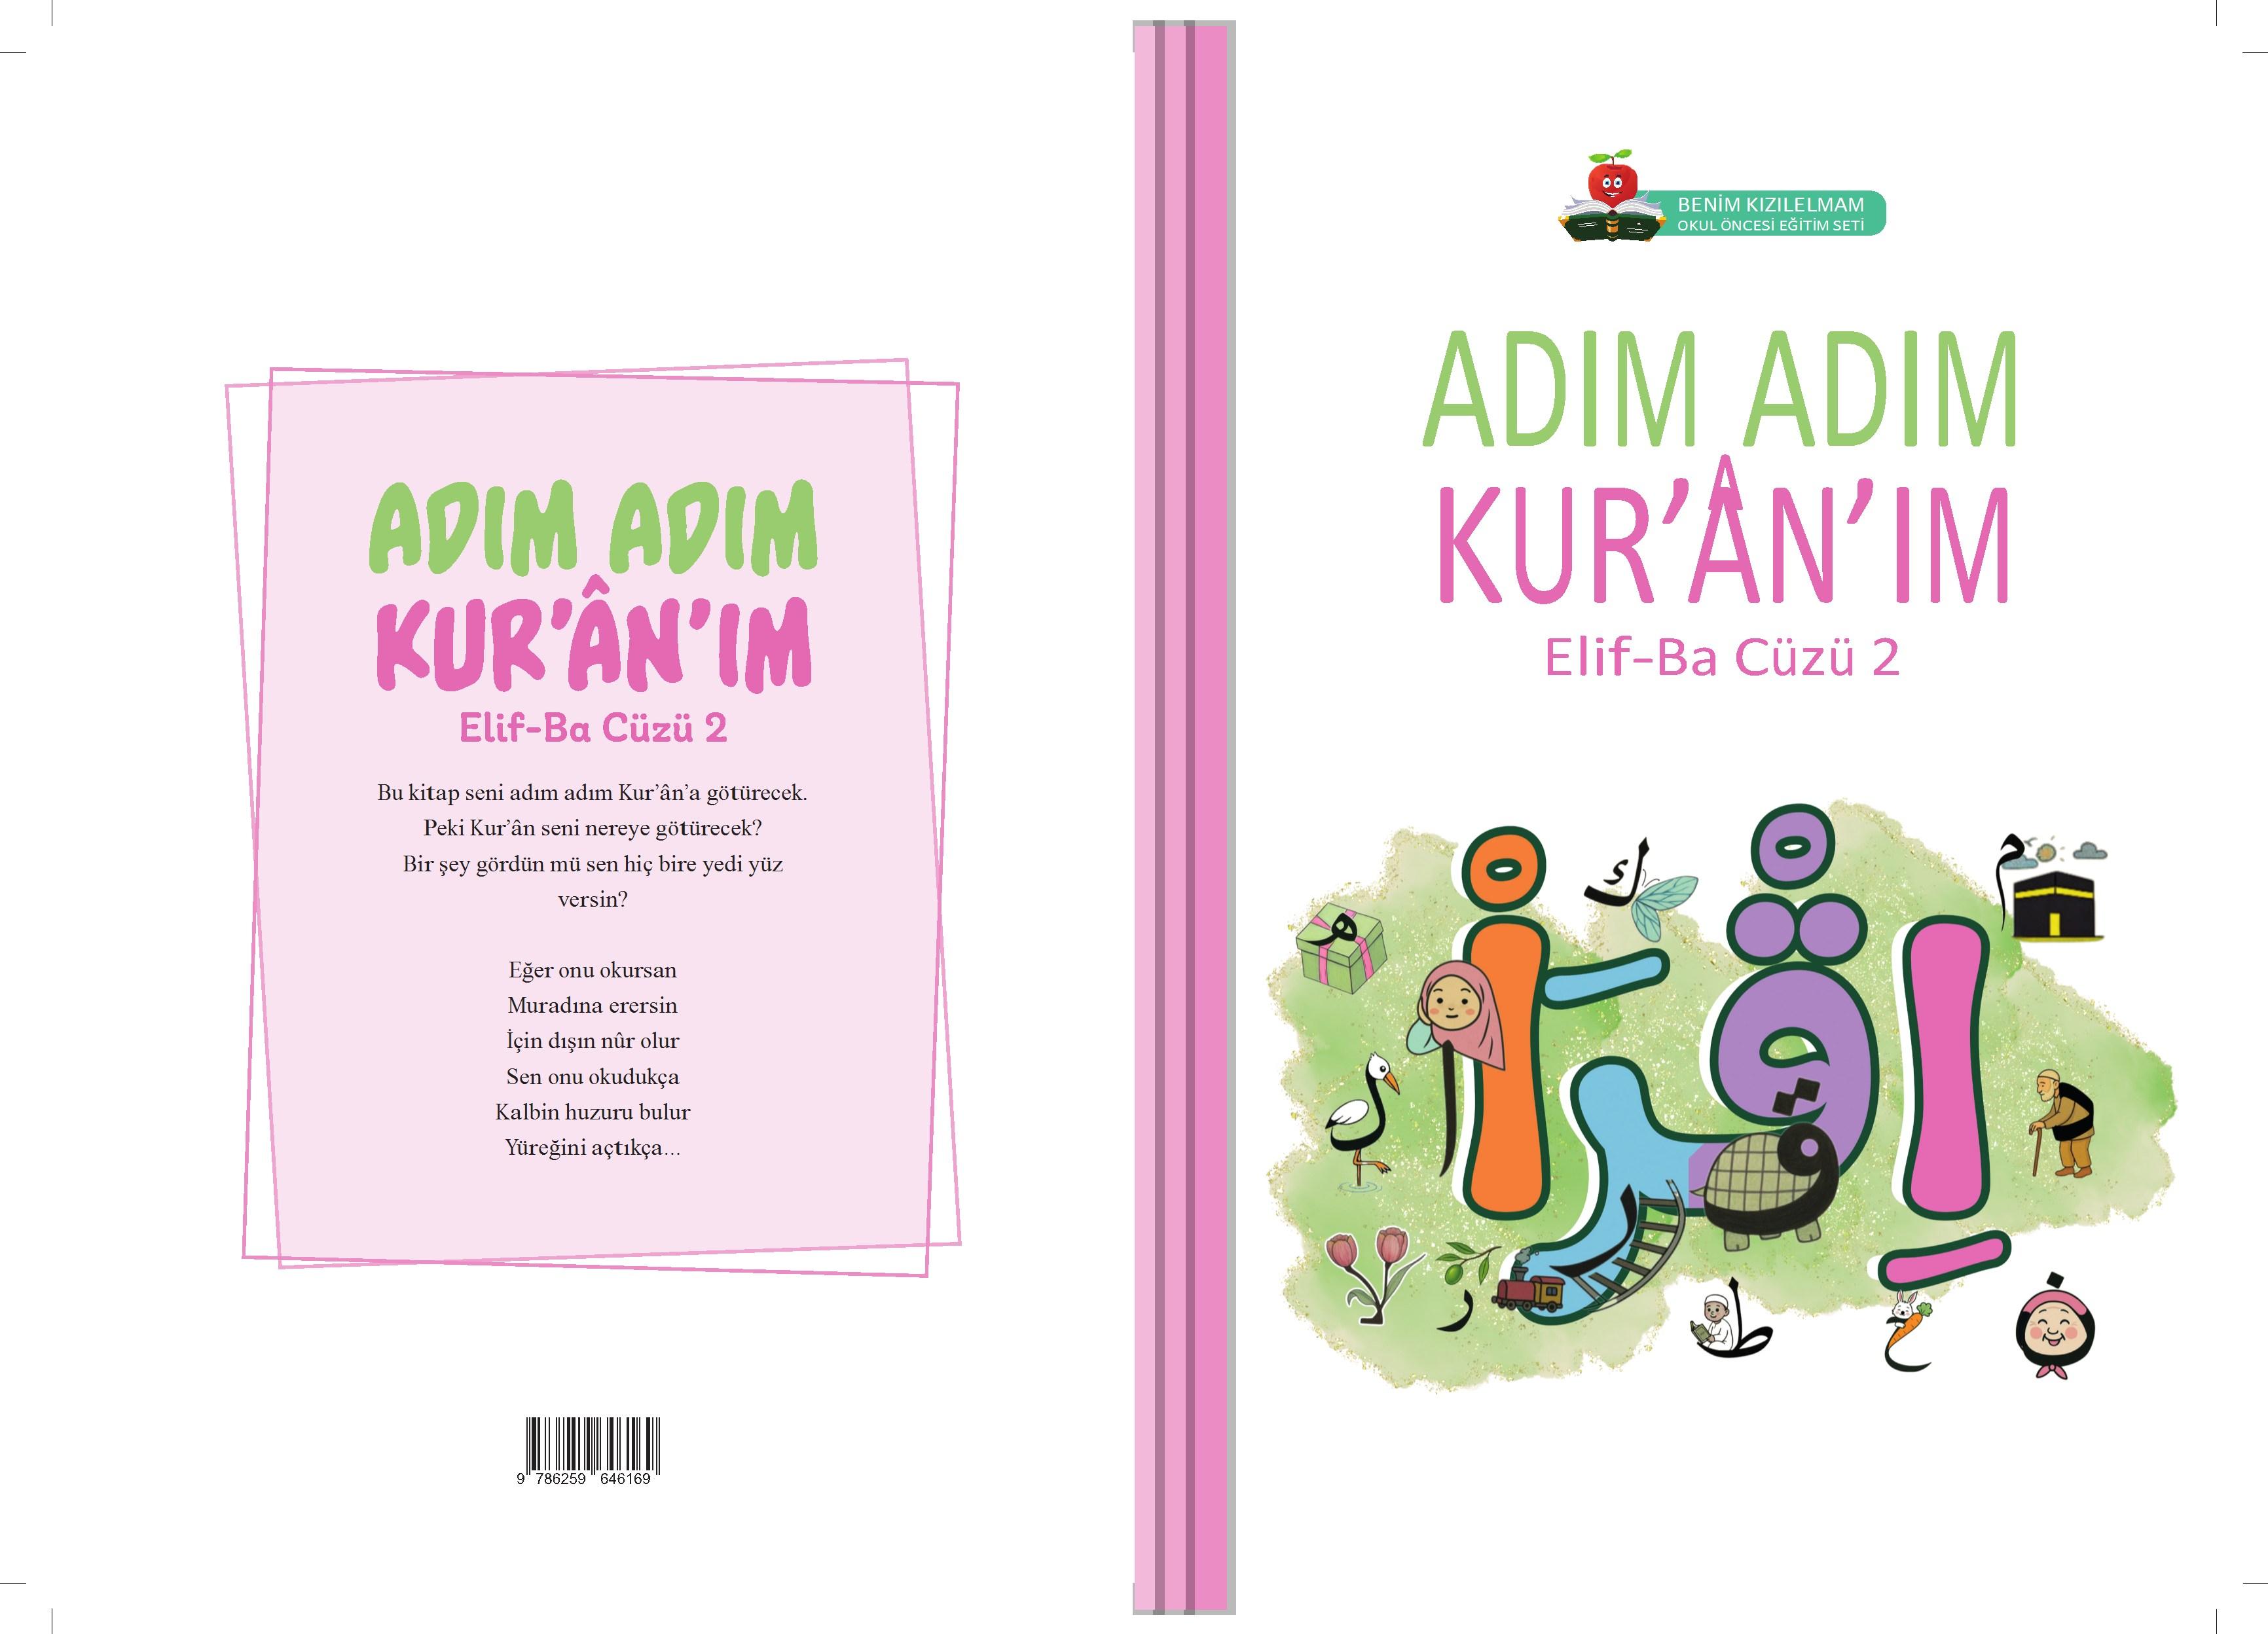 ADIM ADIM
KUR’ÂN’IM
Elif-Ba Cüzü 2
Bu kitap seni adım adım Kur’ân’a götürecek.
Peki Kur’ân seni nereye götürecek?
Bir şey gördün mü sen hiç bire yedi yüz
versin?
Eğer onu okursan
Muradına erersin
İçin dışın nûr olur
Sen onu okudukça
Kalbin huzuru bulur
Yüreğini açtıkça...
9 786259 646169
BENİM KIZILELMAM
OKUL ÖNCESİ EĞİTİM SETİ
ADIM ADIM
KUR’ÂN’IM
Elif-Ba Cüzü 2
اِقْرَأْ